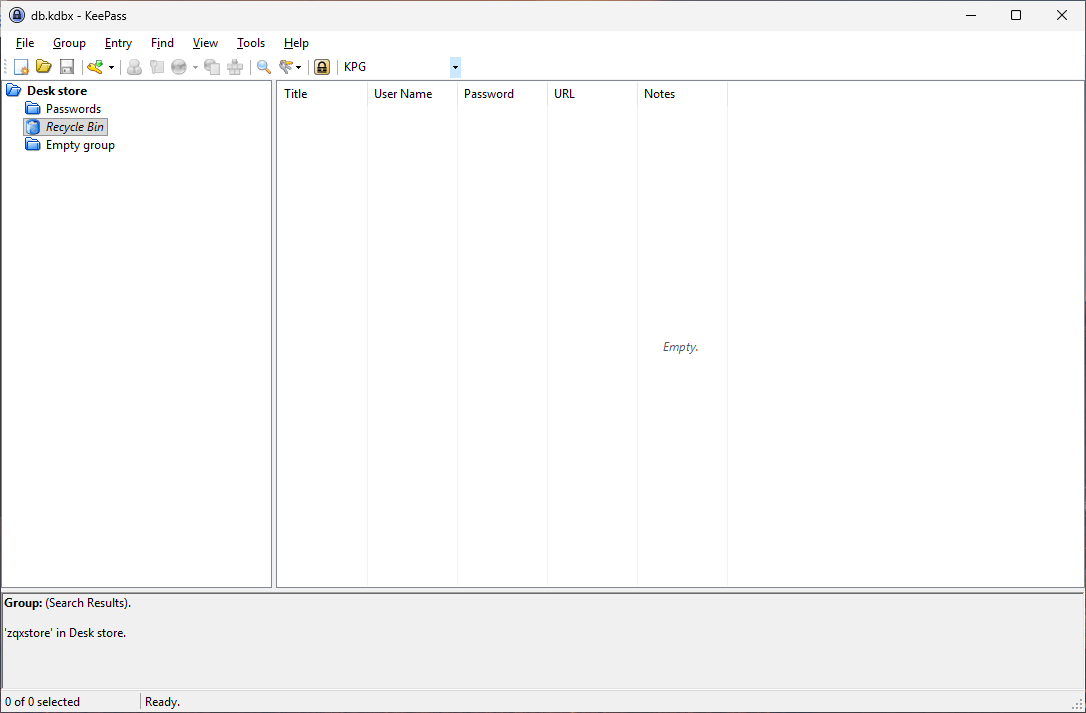 db.kdbx - KeePass
File Group Entry Find View Tools Help
KPG
Desk store
Passwords
Recycle Bin
Empty group
Title User Name Password URL Notes
Empty.
Group: (Search Results).
'zqxstore' in Desk store.
0 of 0 selected Ready.